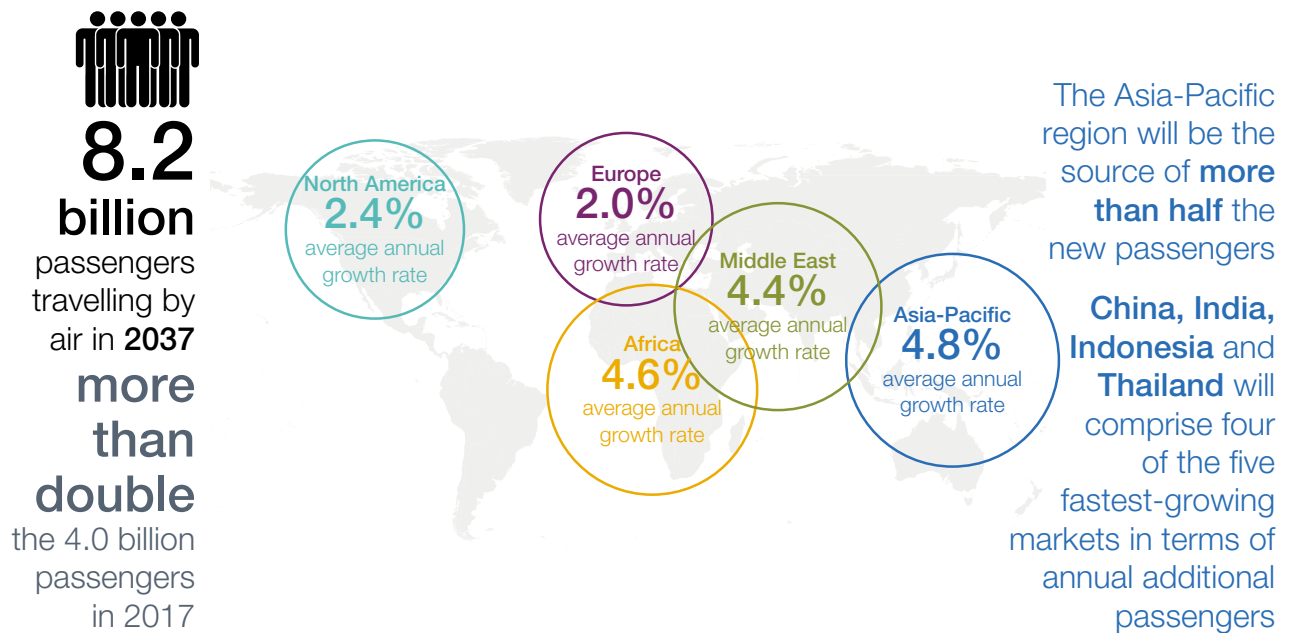 8.2
billion
passengers
travelling by
air in 2037
more
than
double
the 4.0 billion
passengers
in 2017
North America
2.4%
average annual
growth rate
Europe
2.0%
average annual
growth rate
Middle East
4.4%
average annual
growth rate
Africa
4.6%
average annual
growth rate
Asia-Pacific
4.8%
average annual
growth rate
The Asia-Pacific
region will be the
source of more
than half the
new passengers
China, India,
Indonesia and
Thailand will
comprise four
of the five
fastest-growing
markets in terms of
annual additional
passengers